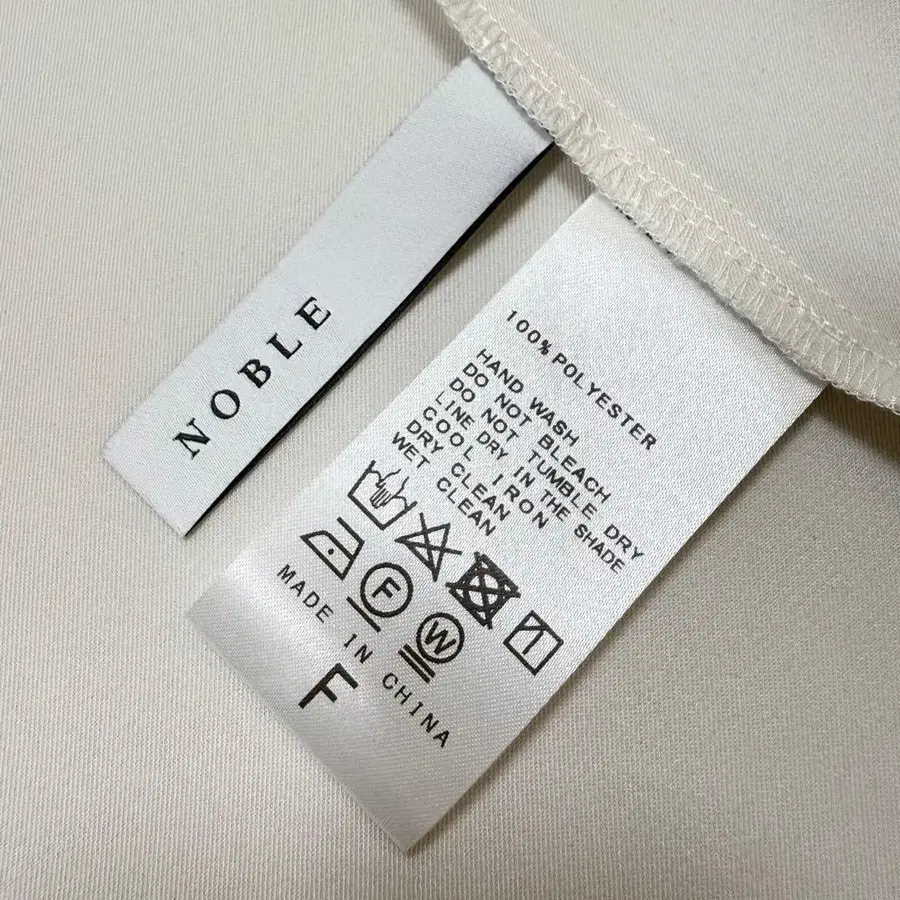 NOBLE
100% POLYESTER
HAND WASH
DO NOT BLEACH
DO NOT TUMBLE DRY
LINE DRY IN THE SHADE
COOL IRON
DRY CLEAN
WET CLEAN
F
W
MADE IN CHINA
F